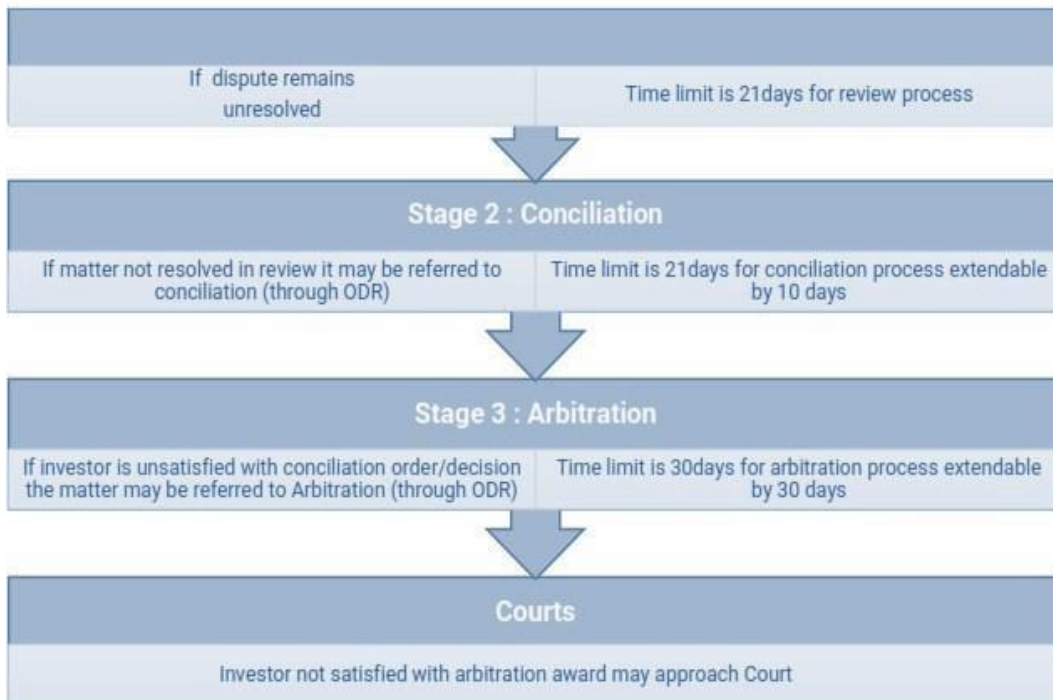 If dispute remains
unresolved
Time limit is 21days for review process
Stage 2 : Conciliation
If matter not resolved in review it may be referred to
conciliation (through ODR)
Time limit is 21days for conciliation process extendable
by 10 days
Stage 3 : Arbitration
If investor is unsatisfied with conciliation order/decision
the matter may be referred to Arbitration (through ODR)
Time limit is 30days for arbitration process extendable
by 30 days
Courts
Investor not satisfied with arbitration award may approach Court